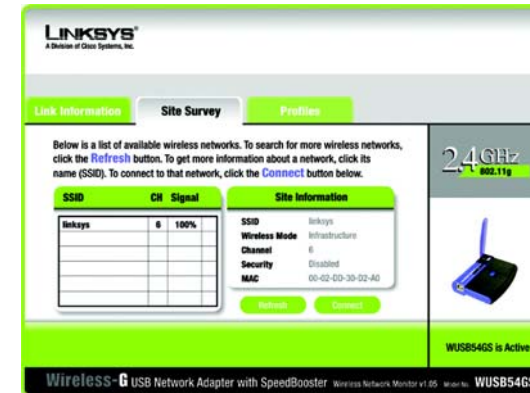 LINKSYS®
A Division of Cisco Systems, Inc.
Link Information
Site Survey
Profiles
Below is a list of available wireless networks. To search for more wireless networks,
click the Refresh button. To get more information about a network, click its
name (SSID). To connect to that network, click the Connect button below.
SSID CH Signal
linksys 6 100%
Site Information
SSID linksys
Wireless Mode Infrastructure
Channel 6
Security Disabled
MAC 00-02-DD-30-D2-A0
Refresh Connect
2.4GHz
802.11g
WUSB54GS is Active
Wireless-G USB Network Adapter with SpeedBooster Wireless Network Monitor v1.05 Model No. WUSB54GS